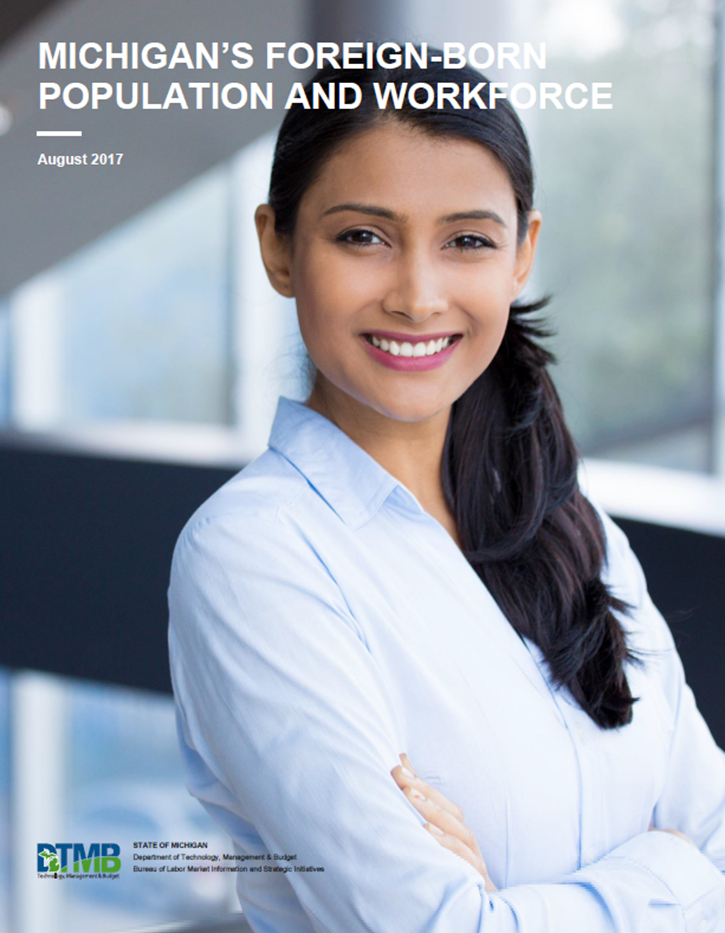 MICHIGAN'S FOREIGN-BORN
POPULATION AND WORKFORCE
August 2017
DTMB
Technology, Management & Budget
STATE OF MICHIGAN
Department of Technology, Management & Budget
Bureau of Labor Market Information and Strategic Initiatives